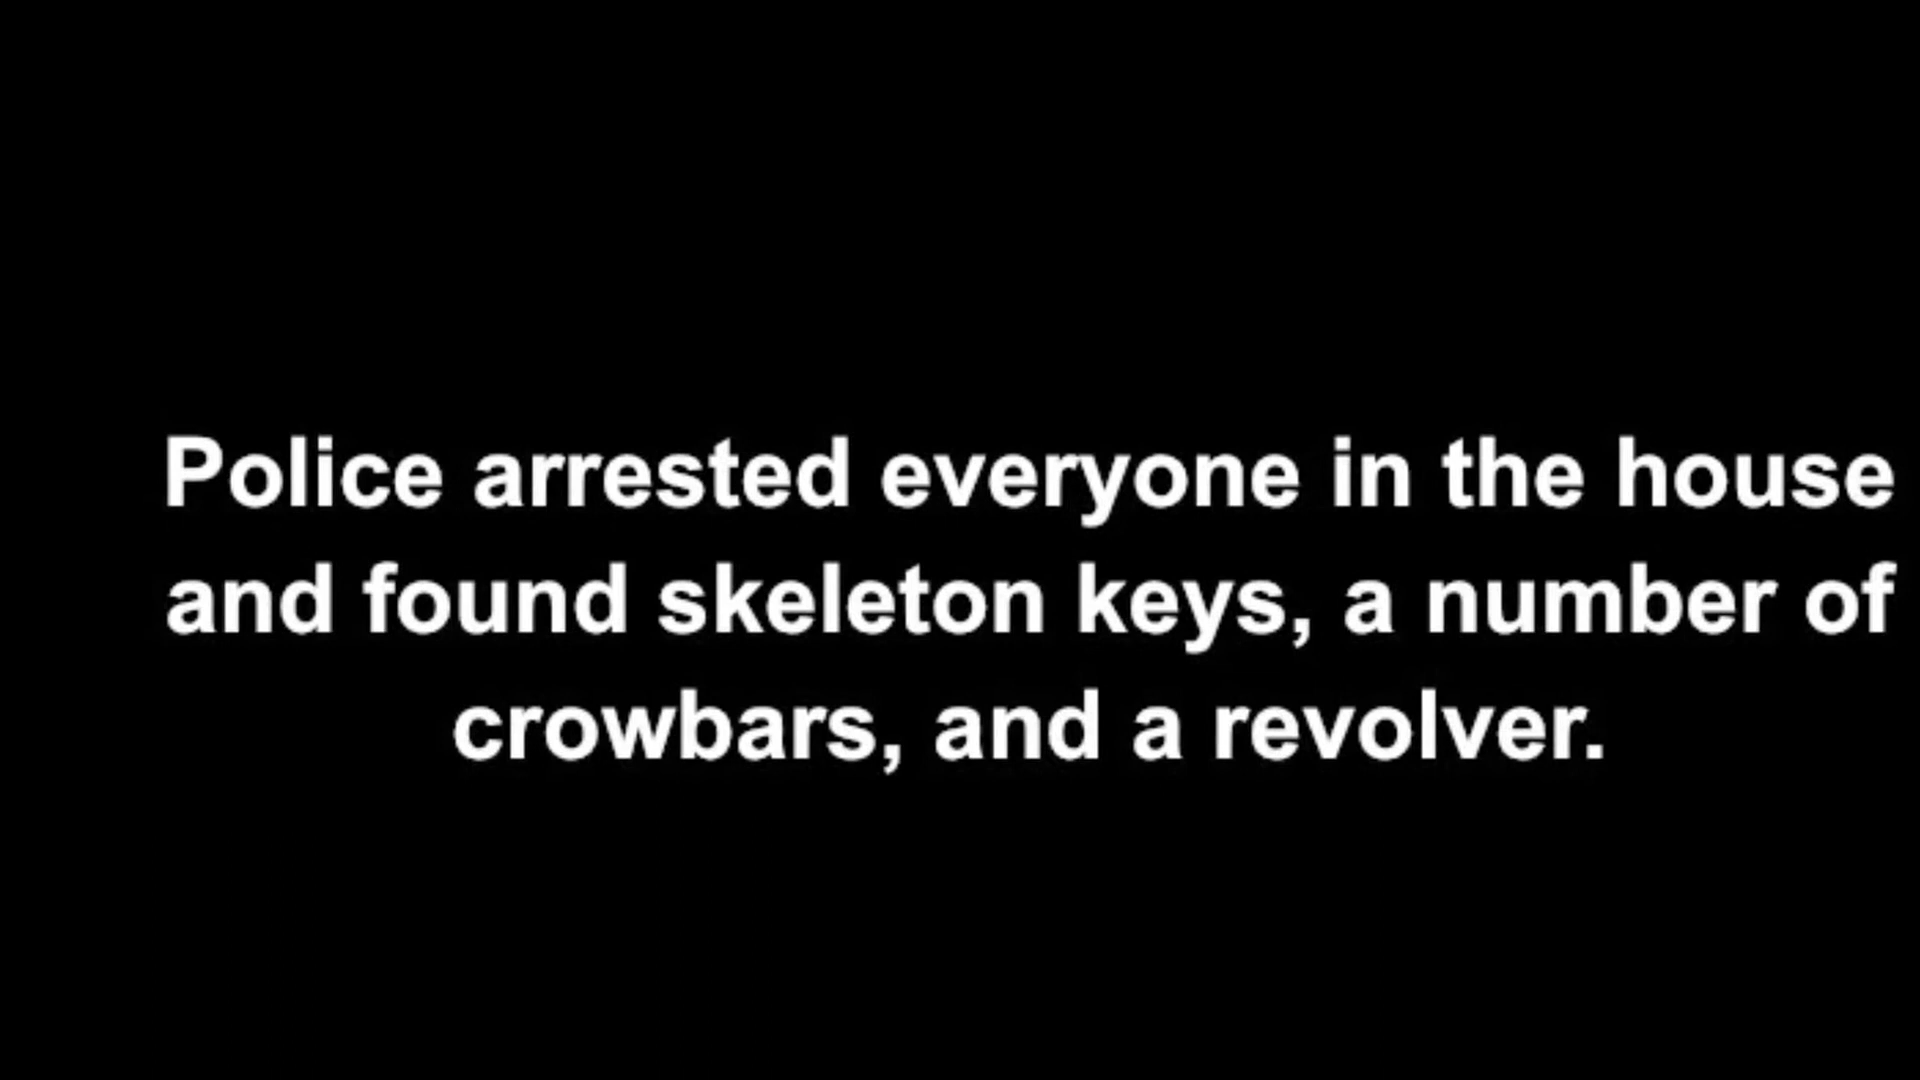 Police arrested everyone in the house
and found skeleton keys, a number of
crowbars, and a revolver.